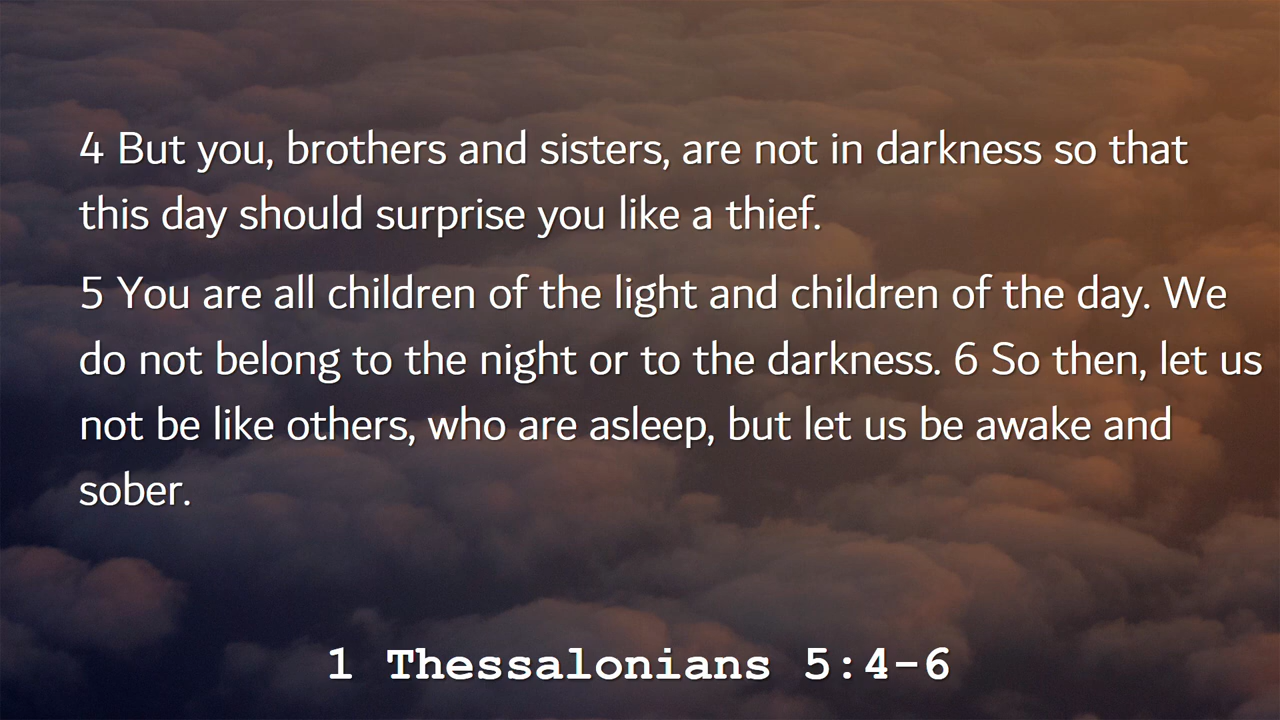 4 But you, brothers and sisters, are not in darkness so that
this day should surprise you like a thief.
5 You are all children of the light and children of the day. We
do not belong to the night or to the darkness. 6 So then, let us
not be like others, who are asleep, but let us be awake and
sober.
1 Thessalonians 5:4-6